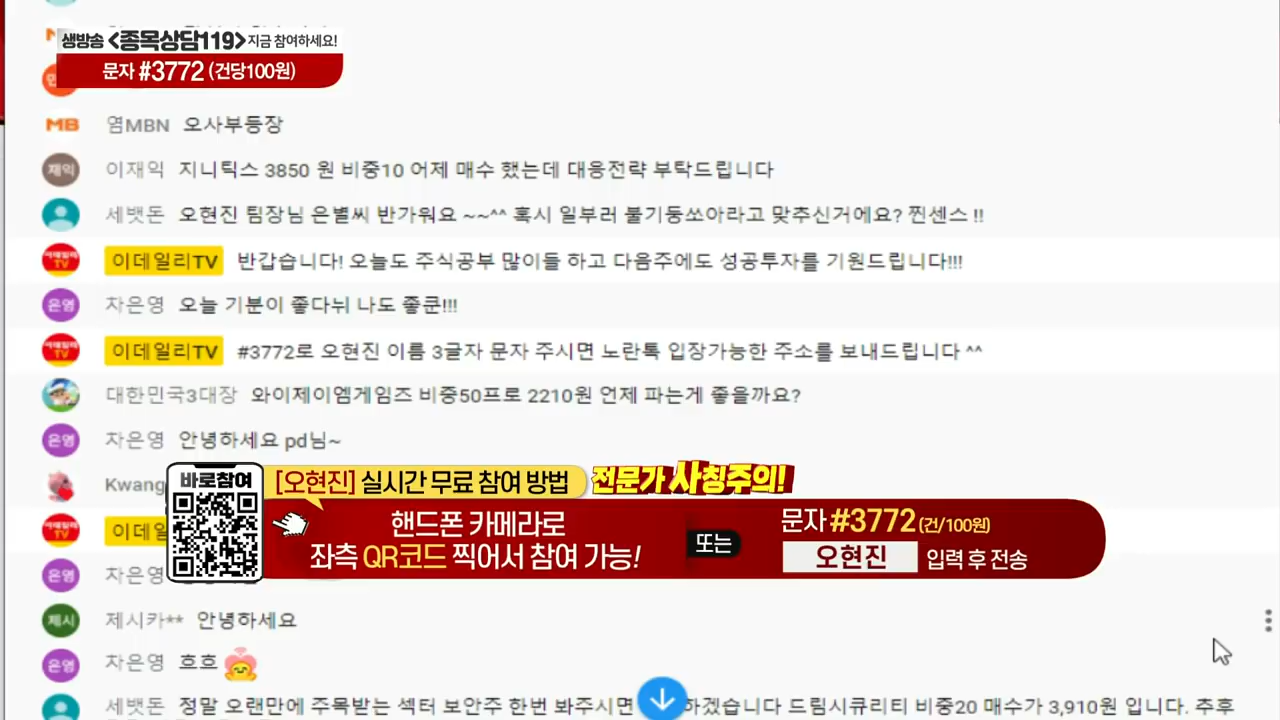 생방송 <종목상담119> 지금 참여하세요!
문자 #3772 (건당100원)
염MBN 오사부등장
재익 이재익 지니틱스 3850 원 비중10 어제 매수 했는데 대응전략 부탁드립니다
세뱃돈 오현진 팀장님 은별씨 반가워요 ~~^^ 혹시 일부러 불기둥쏘아라고 맞추신거에요? 찐센스 !!
이데일리TV 반갑습니다! 오늘도 주식공부 많이들 하고 다음주에도 성공투자를 기원드립니다!!!
은영 차은영 오늘 기분이 좋다뉘 나도 좋쿤!!!
이데일리TV #3772로 오현진 이름 3글자 문자 주시면 노란톡 입장가능한 주소를 보내드립니다 ^^
대한민국3대장 와이제이엠게임즈 비중50프로 2210원 언제 파는게 좋을까요?
은영 차은영 안녕하세요 pd님~
Kwang
바로참여
[오현진] 실시간 무료 참여 방법
전문가 사칭주의!
핸드폰 카메라로
좌측 QR코드 찍어서 참여 가능!
또는
문자 #3772 (건/100원)
오현진 입력 후 전송
이데일
은영 차은영
제시 제시카** 안녕하세요
은영 차은영 흐흐
세뱃돈 정말 오랜만에 주목받는 섹터 보안주 한번 봐주시면 하겠습니다 드림시큐리티 비중20 매수가 3,910원 입니다. 추후